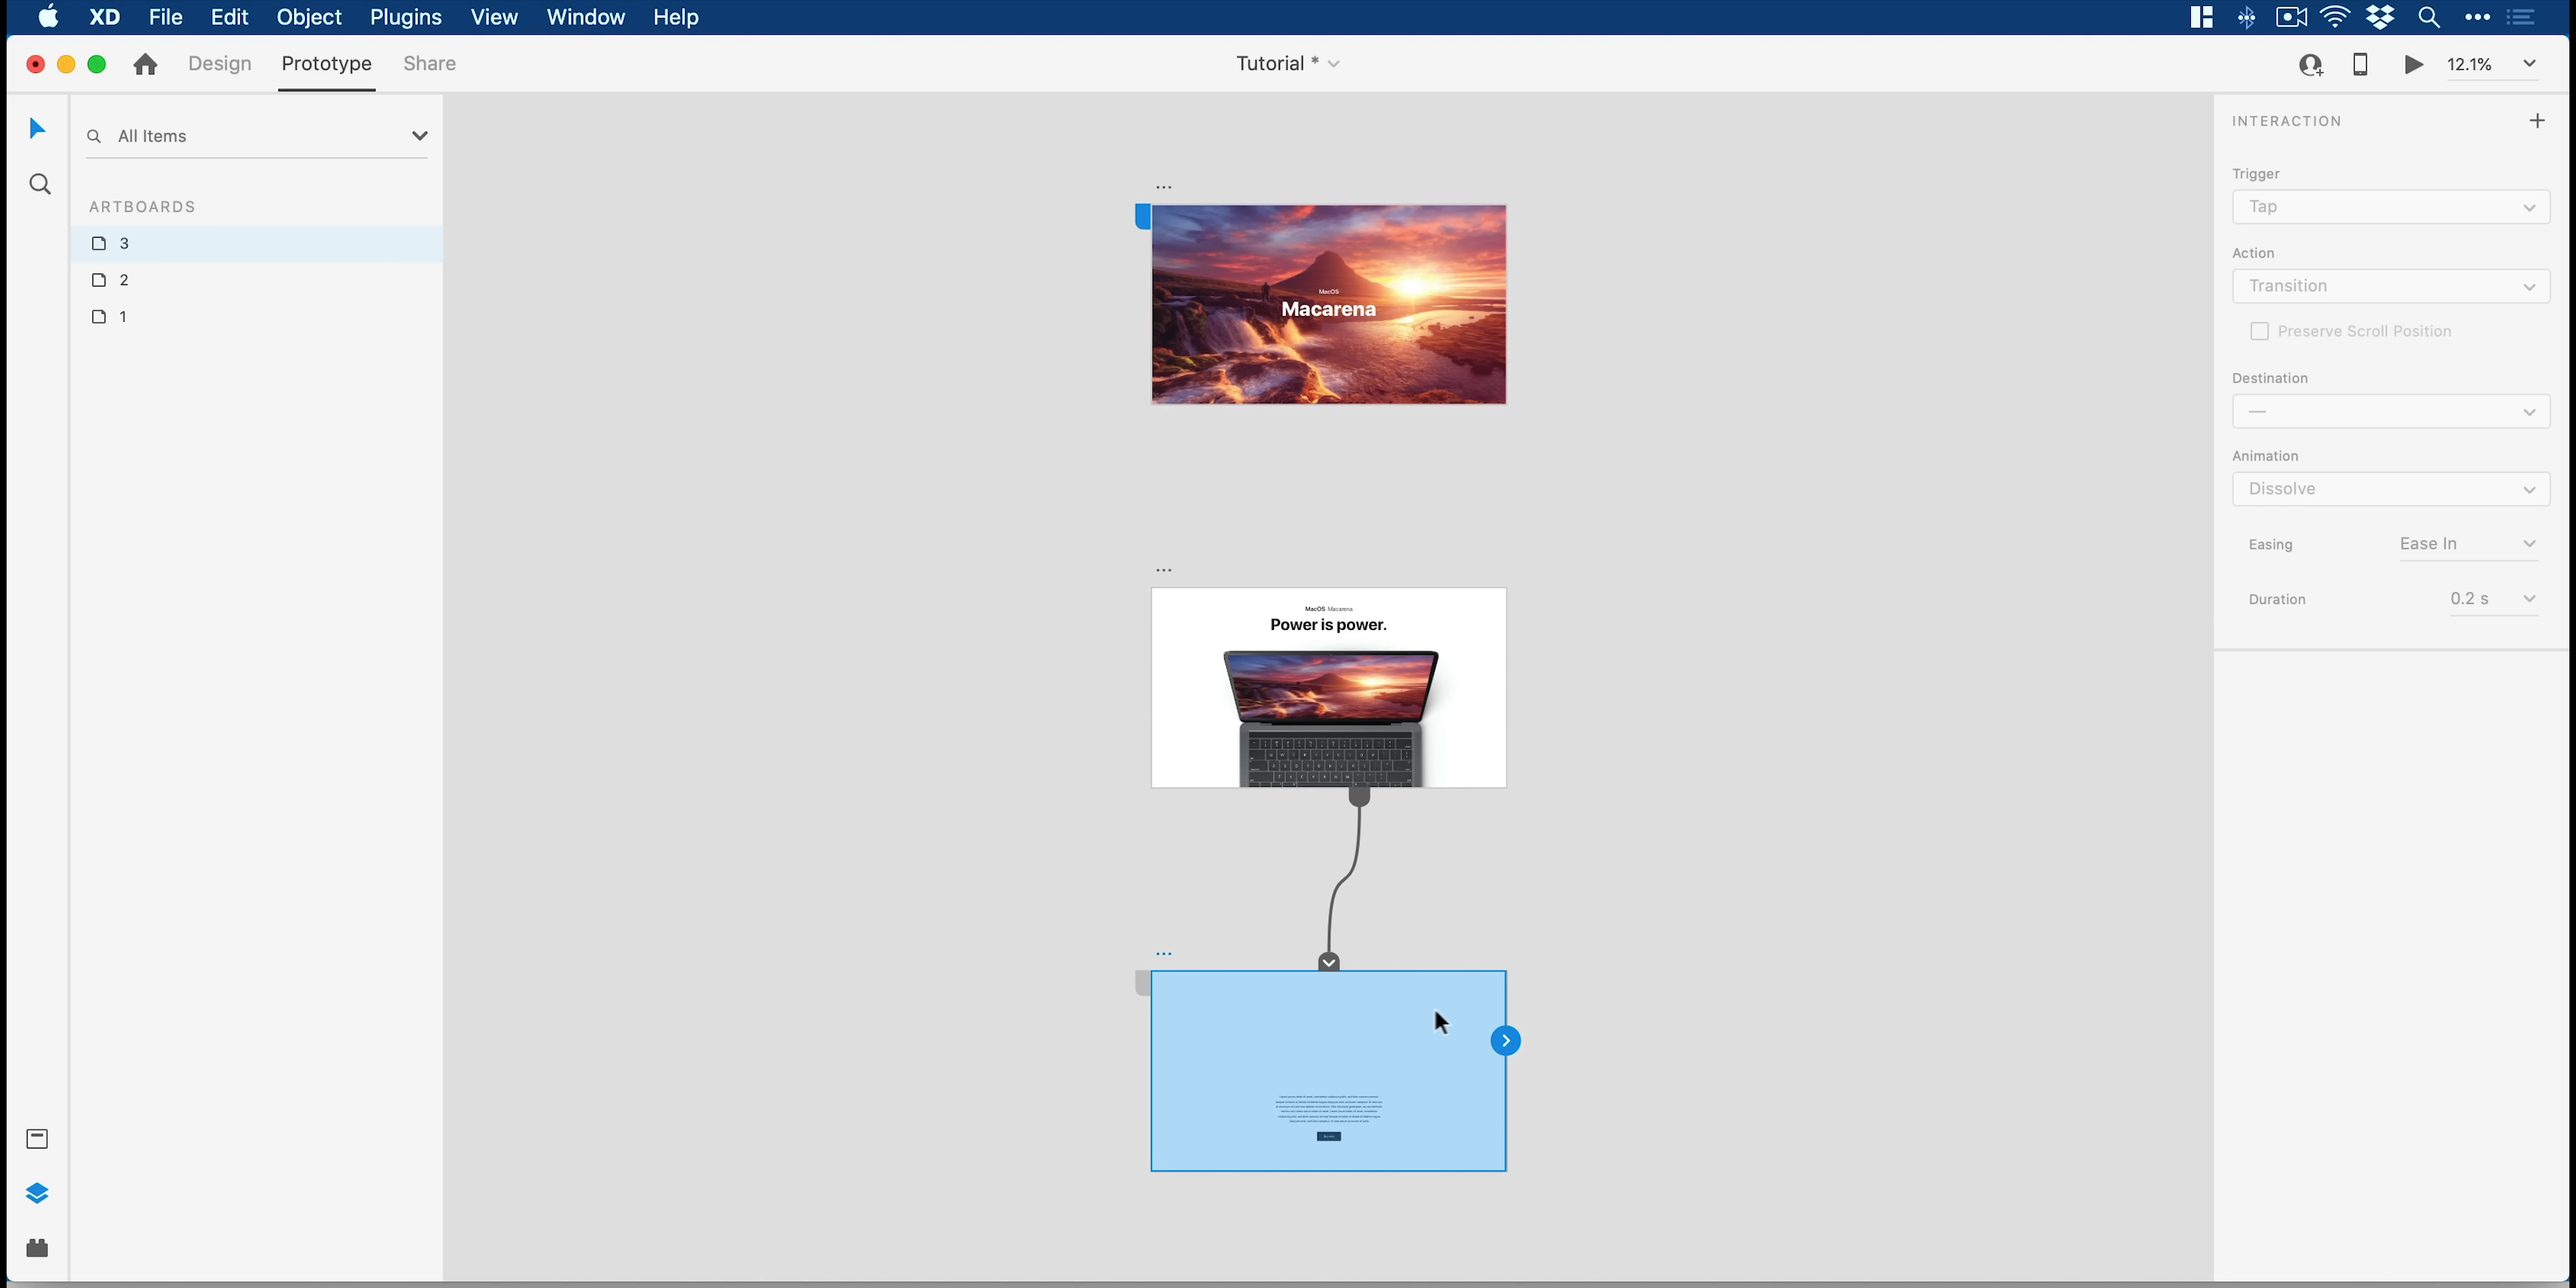 XD File Edit Object Plugins View Window Help
Design Prototype Share
Tutorial *
12.1%
All Items
ARTBOARDS
3
2
1
MacOS
Macarena
MacOS Macarena
Power is power.
INTERACTION
Trigger
Tap
Action
Transition
Preserve Scroll Position
Destination
—
Animation
Dissolve
Easing Ease In
Duration 0.2 s